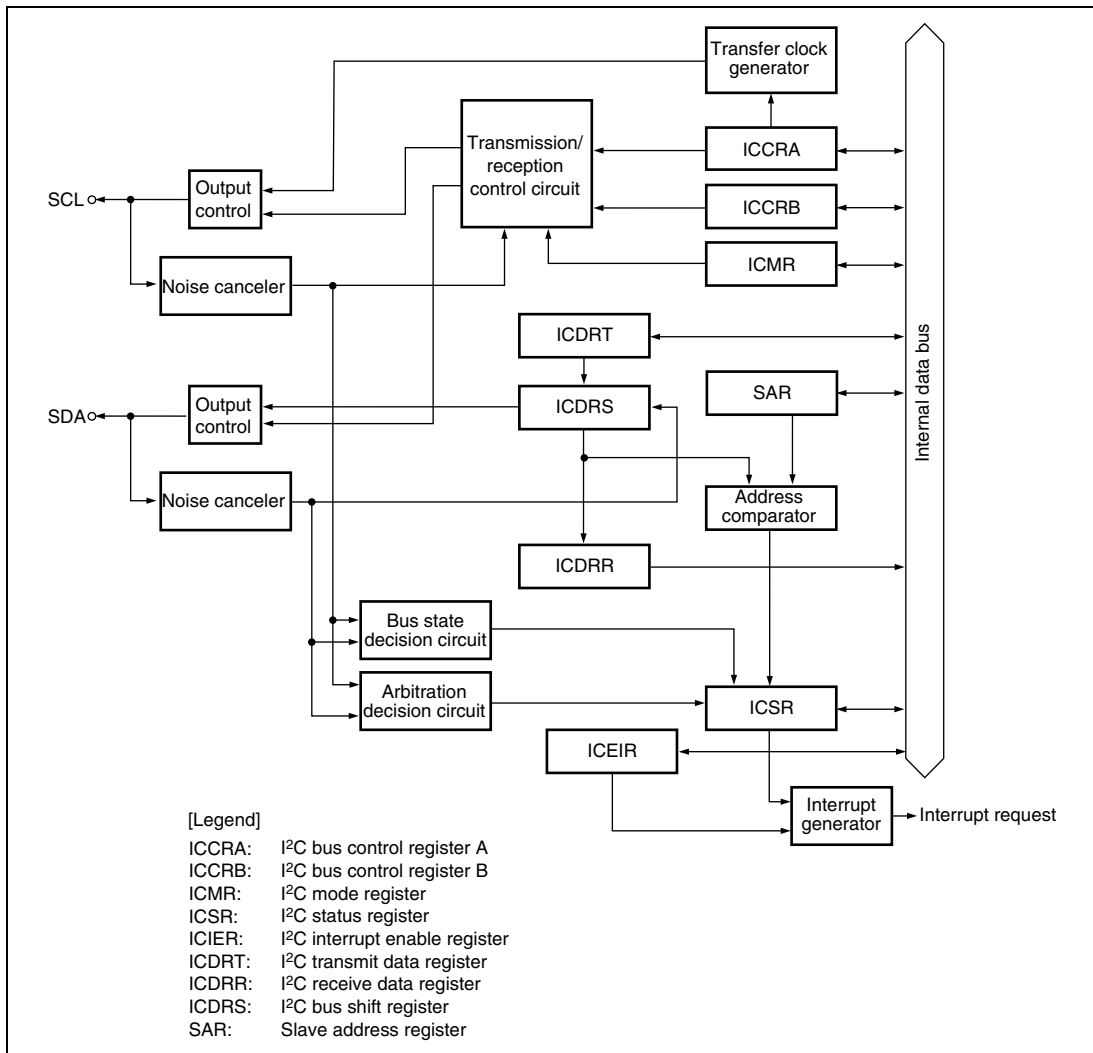 Transfer clock
generator
Transmission/
reception
control circuit
ICCRA
Output
control
SCL
ICCRB
ICMR
Noise canceler
ICDRT
Internal data bus
SAR
ICDRS
Output
control
SDA
Noise canceler
Address
comparator
ICDRR
Bus state
decision circuit
Arbitration
decision circuit
ICSR
ICEIR
Interrupt
generator
Interrupt request
[Legend]
ICCRA: I²C bus control register A
ICCRB: I²C bus control register B
ICMR: I²C mode register
ICSR: I²C status register
ICIER: I²C interrupt enable register
ICDRT: I²C transmit data register
ICDRR: I²C receive data register
ICDRS: I²C bus shift register
SAR: Slave address register